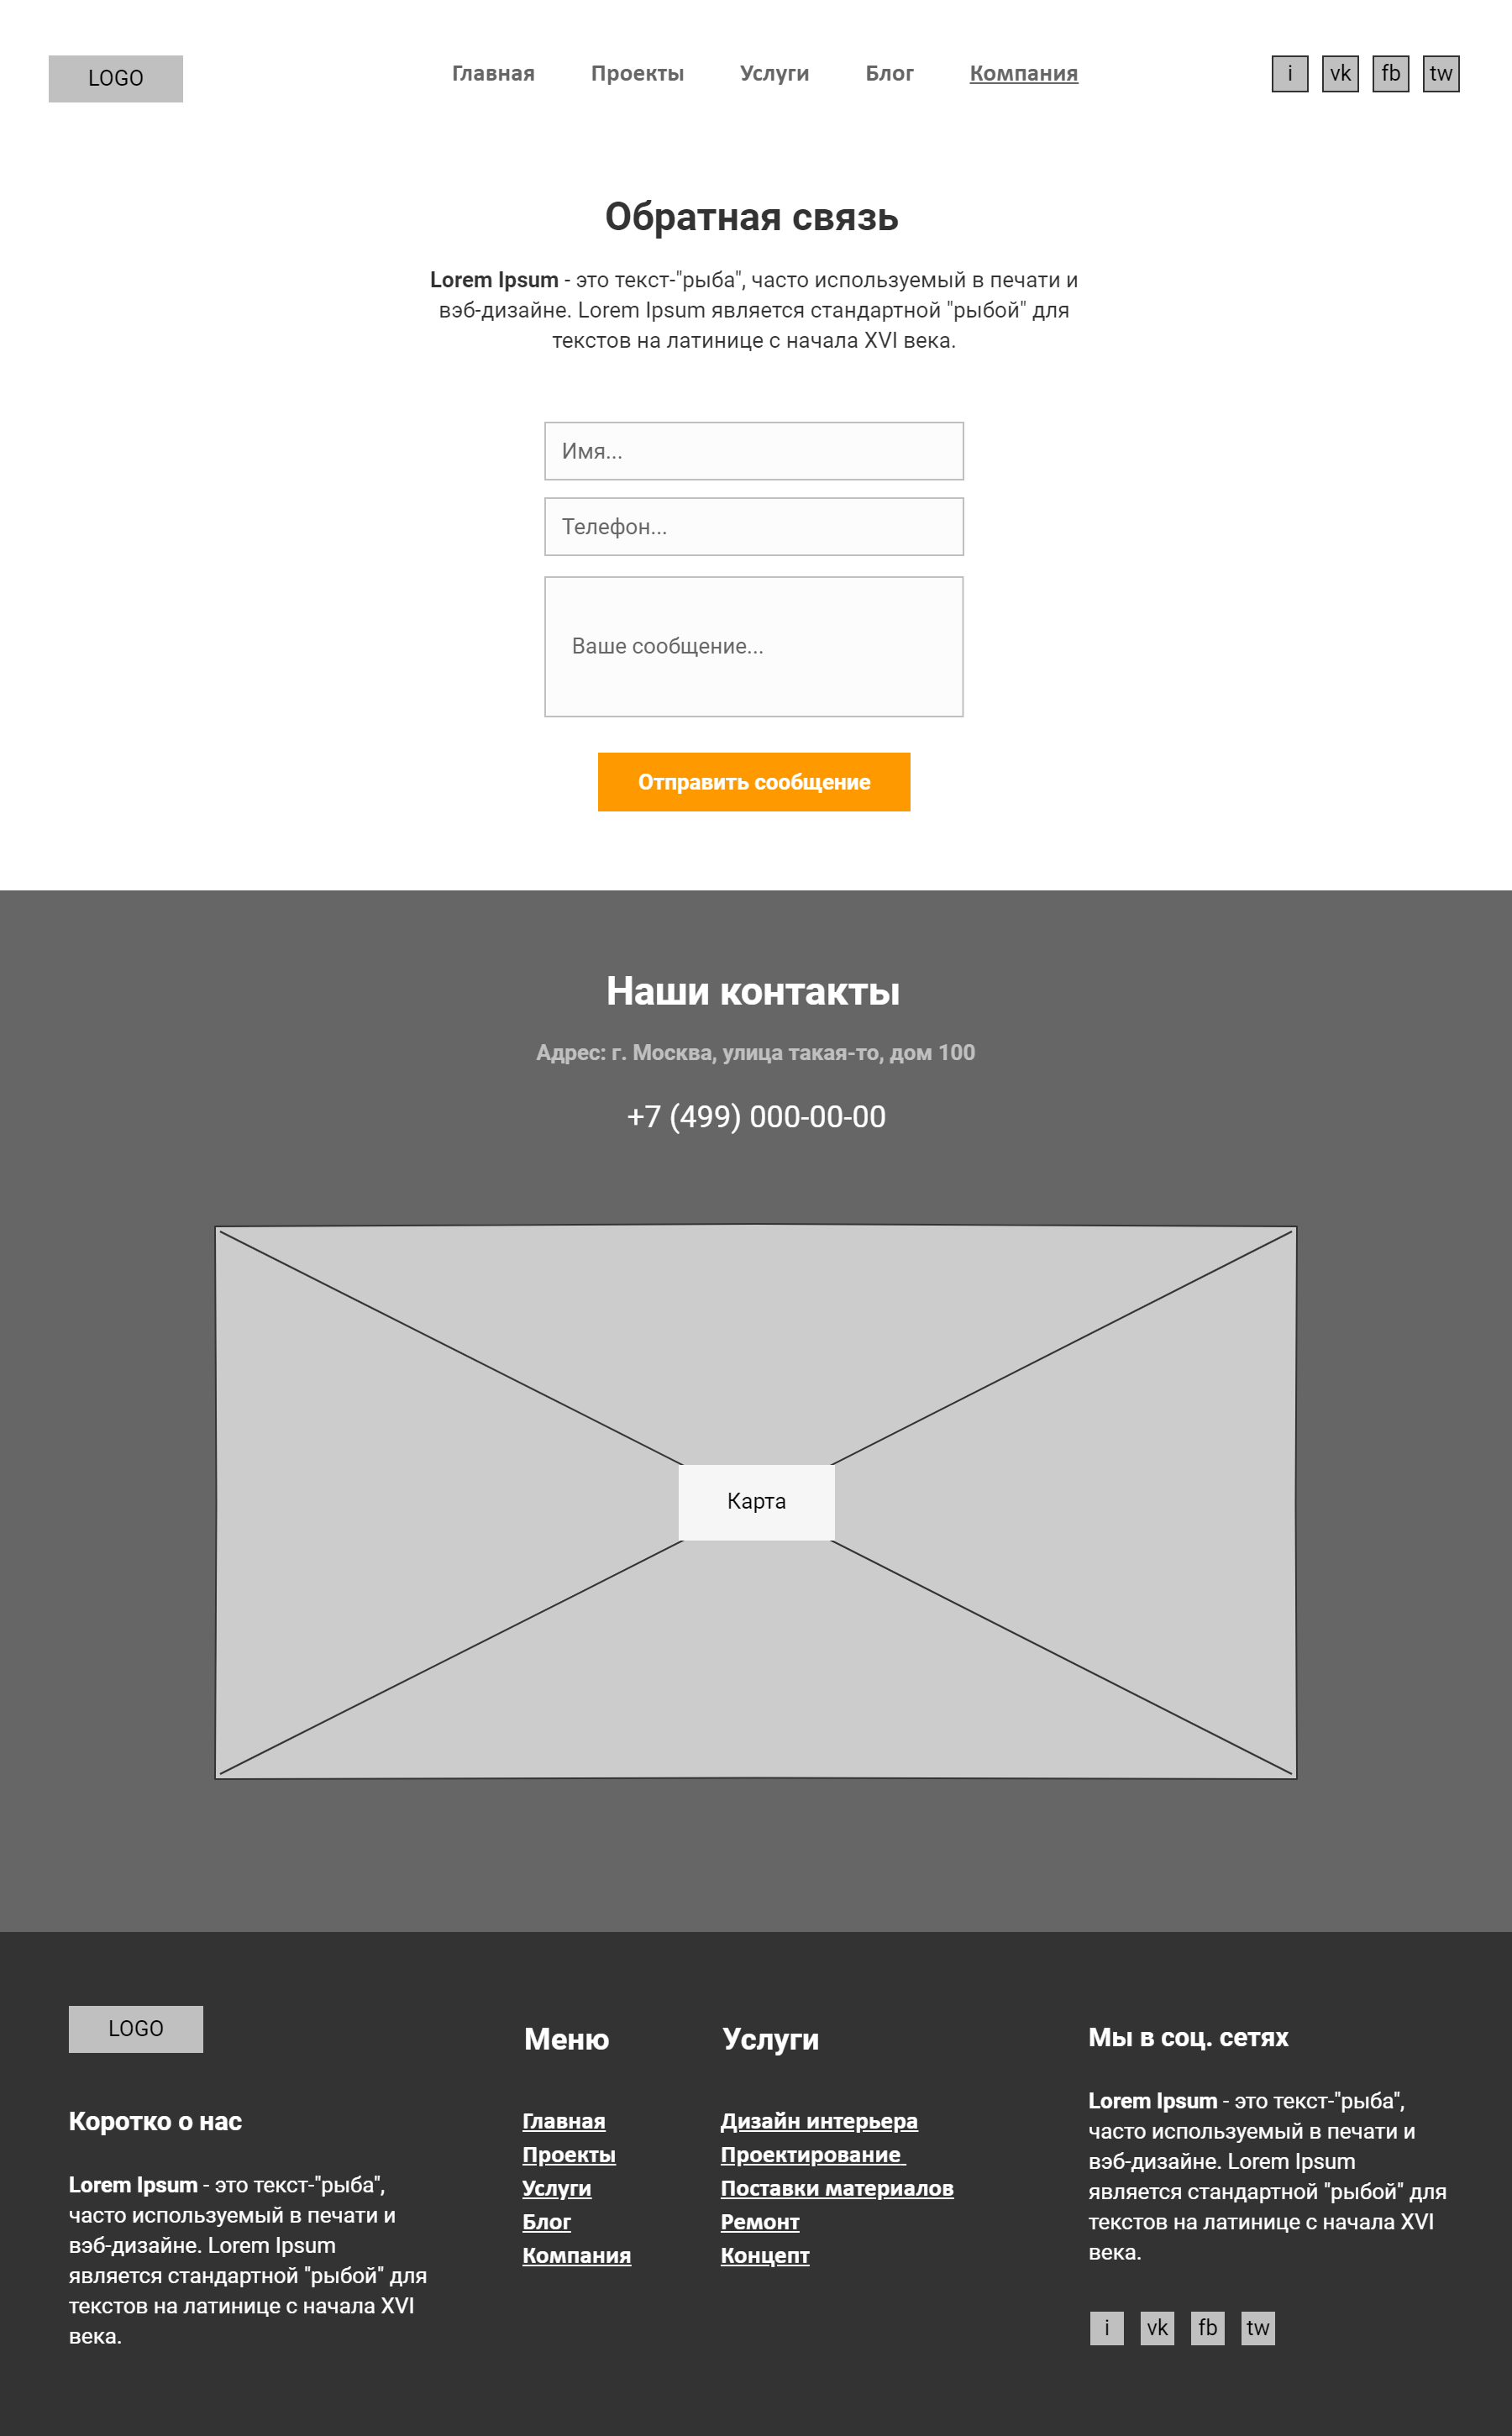 LOGO
Главная Проекты Услуги Блог Компания
i vk fb tw
Обратная связь
Lorem Ipsum - это текст-"рыба", часто используемый в печати и
вэб-дизайне. Lorem Ipsum является стандартной "рыбой" для
текстов на латинице с начала XVI века.
Имя...
Телефон...
Ваше сообщение...
Отправить сообщение
Наши контакты
Адрес: г. Москва, улица такая-то, дом 100
+7 (499) 000-00-00
Карта
LOGO
Коротко о нас
Lorem Ipsum - это текст-"рыба",
часто используемый в печати и
вэб-дизайне. Lorem Ipsum
является стандартной "рыбой" для
текстов на латинице с начала XVI
века.
Меню
Главная
Проекты
Услуги
Блог
Компания
Услуги
Дизайн интерьера
Проектирование
Поставки материалов
Ремонт
Концепт
Мы в соц. сетях
Lorem Ipsum - это текст-"рыба",
часто используемый в печати и
вэб-дизайне. Lorem Ipsum
является стандартной "рыбой" для
текстов на латинице с начала XVI
века.
i vk fb tw